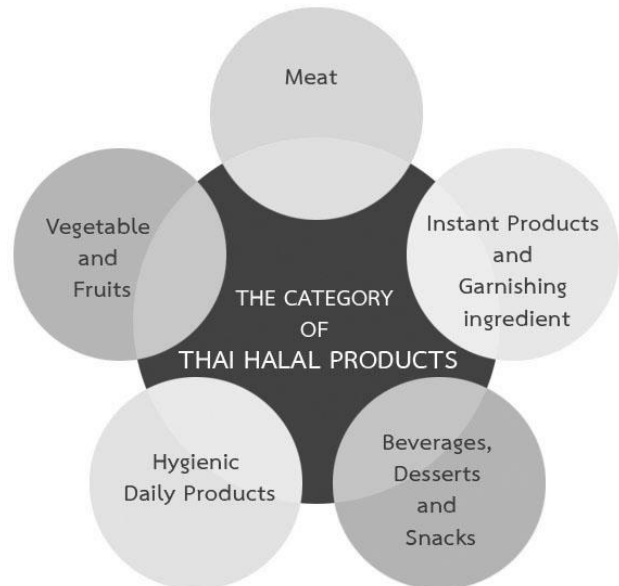 Meat
Vegetable
and
Fruits
Instant Products
and
Garnishing
ingredient
THE CATEGORY
OF
THAI HALAL PRODUCTS
Hygienic
Daily Products
Beverages,
Desserts
and
Snacks